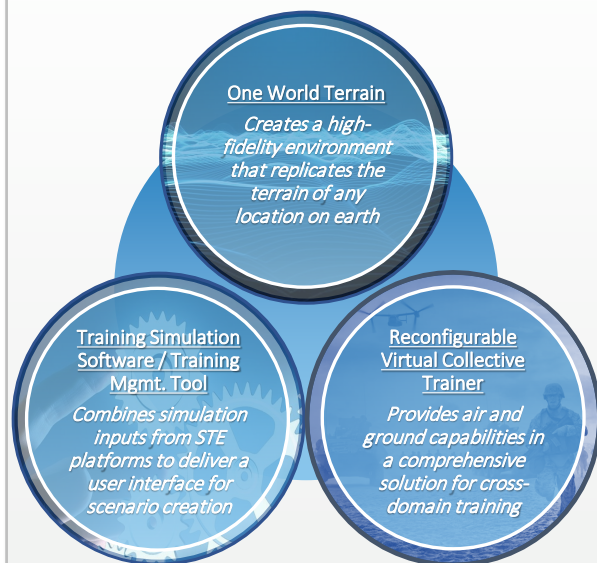 One World Terrain
Creates a high-
fidelity environment
that replicates the
terrain of any
location on earth
Training Simulation
Software / Training
Mgmt. Tool
Combines simulation
inputs from STE
platforms to deliver a
user interface for
scenario creation
Reconfigurable
Virtual Collective
Trainer
Provides air and
ground capabilities in
a comprehensive
solution for cross-
domain training